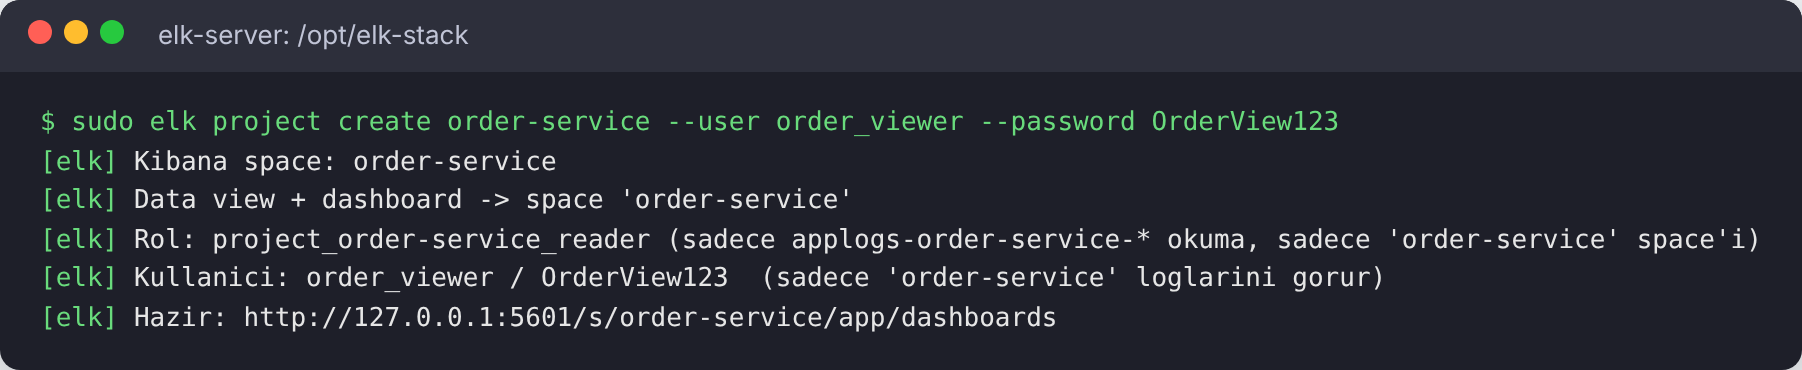 elk-server: /opt/elk-stack
$ sudo elk project create order-service --user order_viewer --password OrderView123
[elk] Kibana space: order-service
[elk] Data view + dashboard -> space 'order-service'
[elk] Rol: project_order-service_reader (sadece applogs-order-service-* okuma, sadece 'order-service' space'i)
[elk] Kullanici: order_viewer / OrderView123  (sadece 'order-service' loglarini gorur)
[elk] Hazir: http://127.0.0.1:5601/s/order-service/app/dashboards